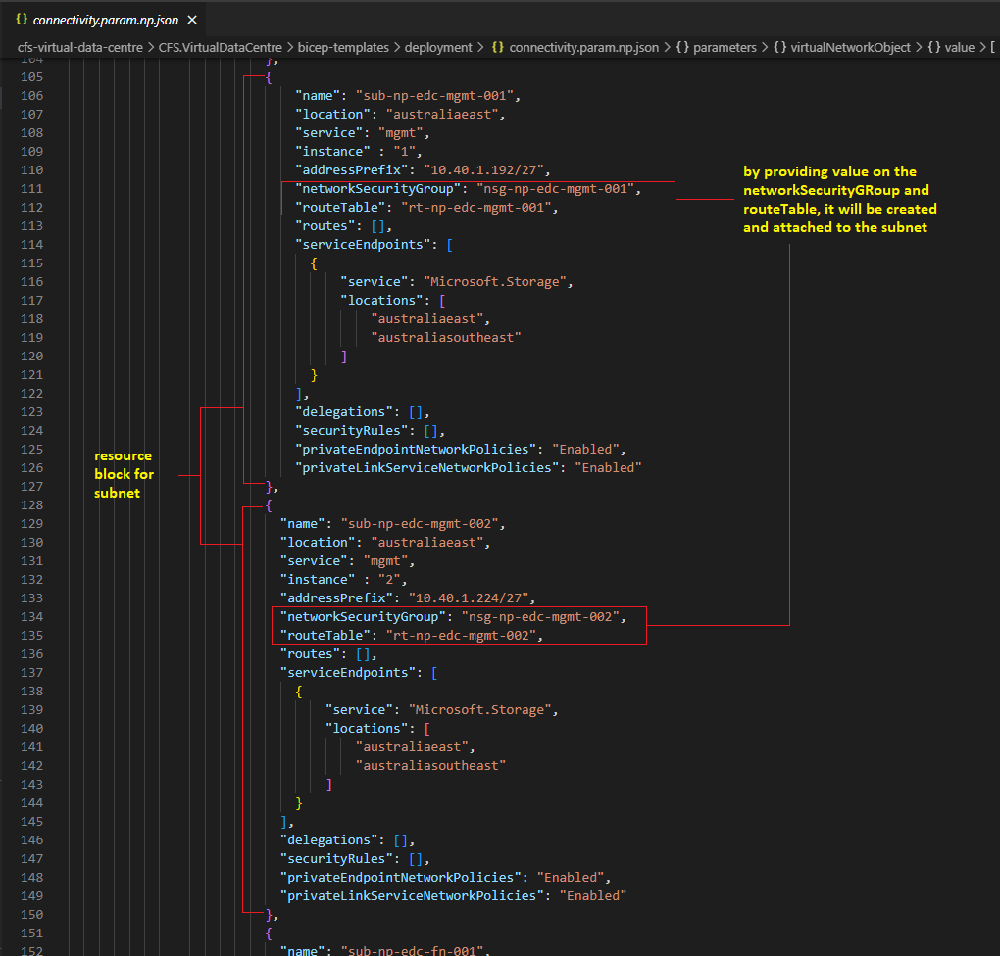 {} connectivity.param.np.json ×
cfs-virtual-data-centre > CFS.VirtualDataCentre > bicep-templates > deployment > {} connectivity.param.np.json > {} parameters > {} virtualNetworkObject > {} value > [
104 },
105 {
106 "name": "sub-np-edc-mgmt-001",
107 "location": "australiaeast",
108 "service": "mgmt",
109 "instance" : "1",
110 "addressPrefix": "10.40.1.192/27",
111 "networkSecurityGroup": "nsg-np-edc-mgmt-001",
112 "routeTable": "rt-np-edc-mgmt-001",
113 "routes": [],
114 "serviceEndpoints": [
115 {
116 "service": "Microsoft.Storage",
117 "locations": [
118 "australiaeast",
119 "australiasoutheast"
120 ]
121 }
122 ],
123 "delegations": [],
124 "securityRules": [],
125 "privateEndpointNetworkPolicies": "Enabled",
126 "privateLinkServiceNetworkPolicies": "Enabled"
127 },
128 {
129 "name": "sub-np-edc-mgmt-002",
130 "location": "australiaeast",
131 "service": "mgmt",
132 "instance" : "2",
133 "addressPrefix": "10.40.1.224/27",
134 "networkSecurityGroup": "nsg-np-edc-mgmt-002",
135 "routeTable": "rt-np-edc-mgmt-002",
136 "routes": [],
137 "serviceEndpoints": [
138 {
139 "service": "Microsoft.Storage",
140 "locations": [
141 "australiaeast",
142 "australiasoutheast"
143 ]
144 }
145 ],
146 "delegations": [],
147 "securityRules": [],
148 "privateEndpointNetworkPolicies": "Enabled",
149 "privateLinkServiceNetworkPolicies": "Enabled"
150 },
151 {
152 "name": "sub-np-edc-fn-001",
by providing value on the
networkSecurityGRoup and
routeTable, it will be created
and attached to the subnet
resource
block for
subnet